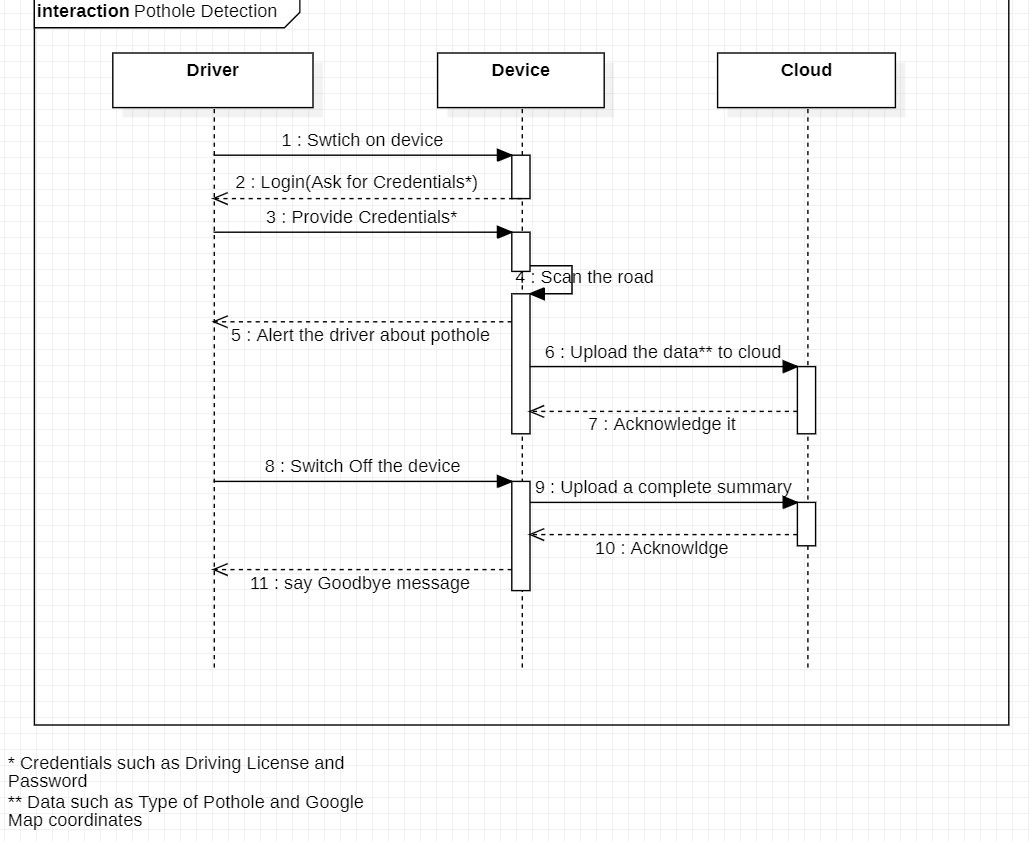 interaction Pothole Detection
Driver
Device
Cloud
1 : Swtich on device
2 : Login(Ask for Credentials*)
3 : Provide Credentials*
4 : Scan the road
5 : Alert the driver about pothole
6 : Upload the data** to cloud
7 : Acknowledge it
8 : Switch Off the device
9 : Upload a complete summary
10 : Acknowldge
11 : say Goodbye message
* Credentials such as Driving License and
Password
** Data such as Type of Pothole and Google
Map coordinates